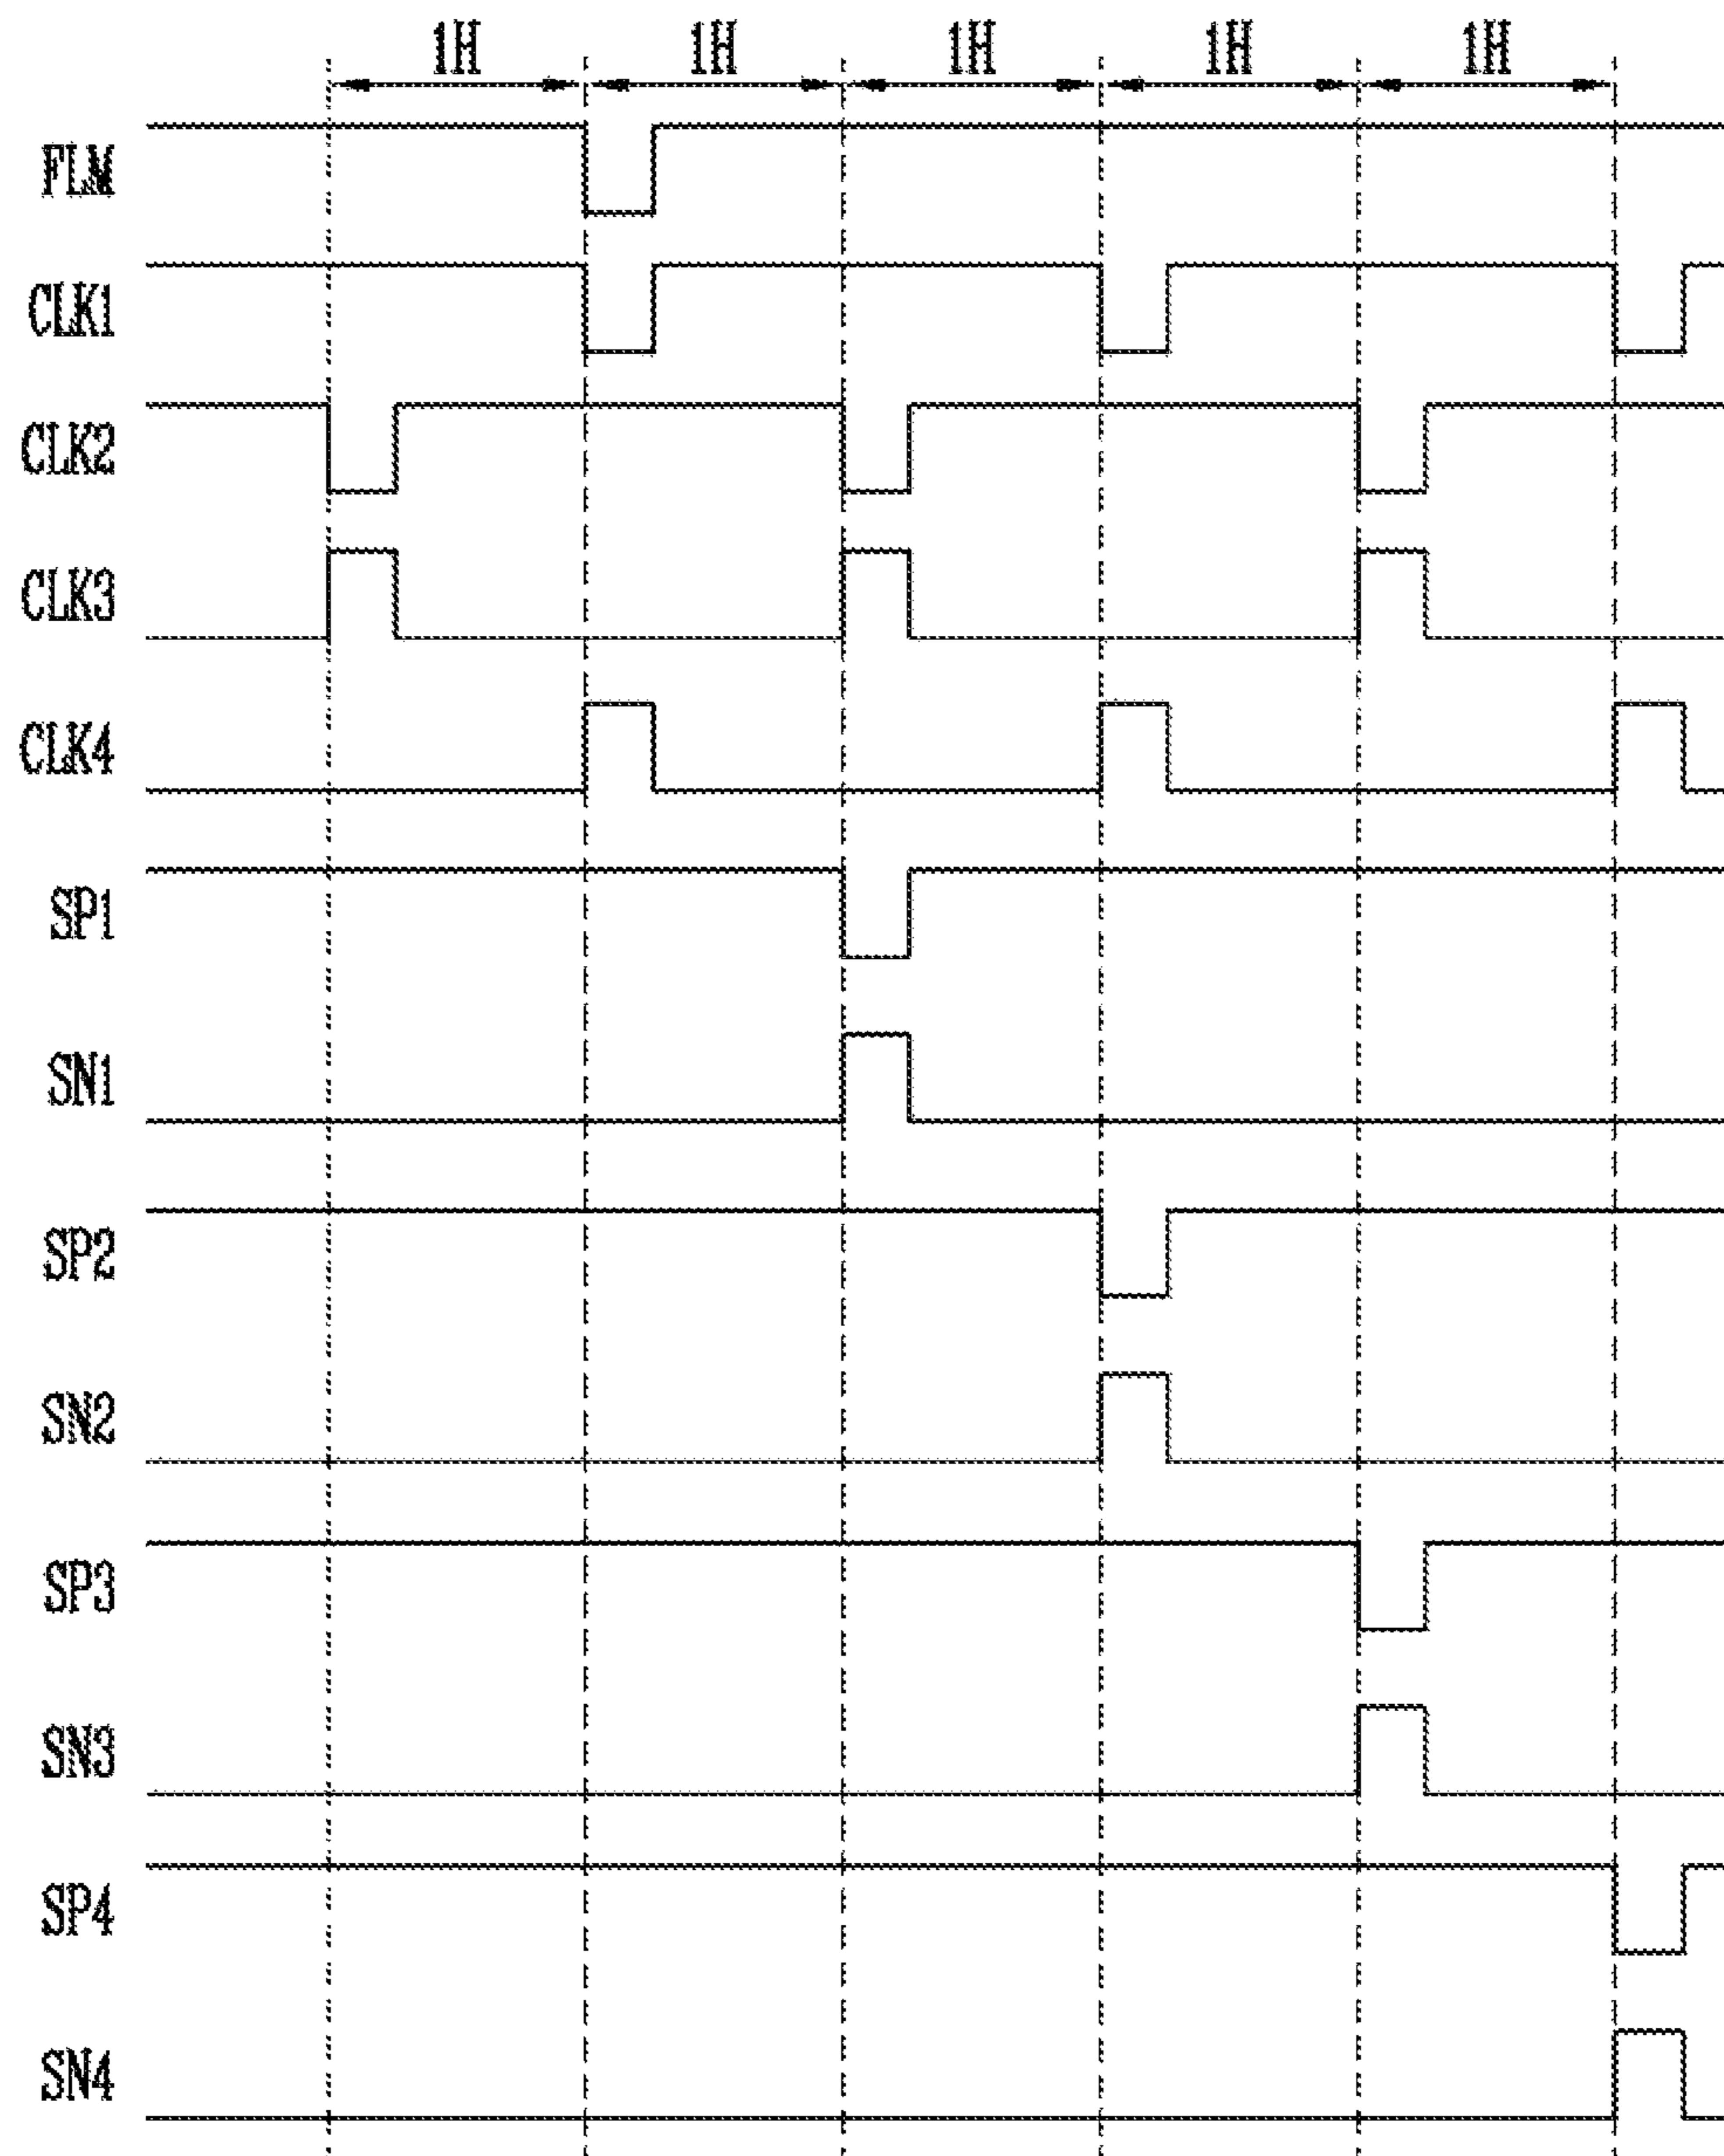 1H 1H 1H 1H 1H
FLM
CLK1
CLK2
CLK3
CLK4
SP1
SN1
SP2
SN2
SP3
SN3
SP4
SN4